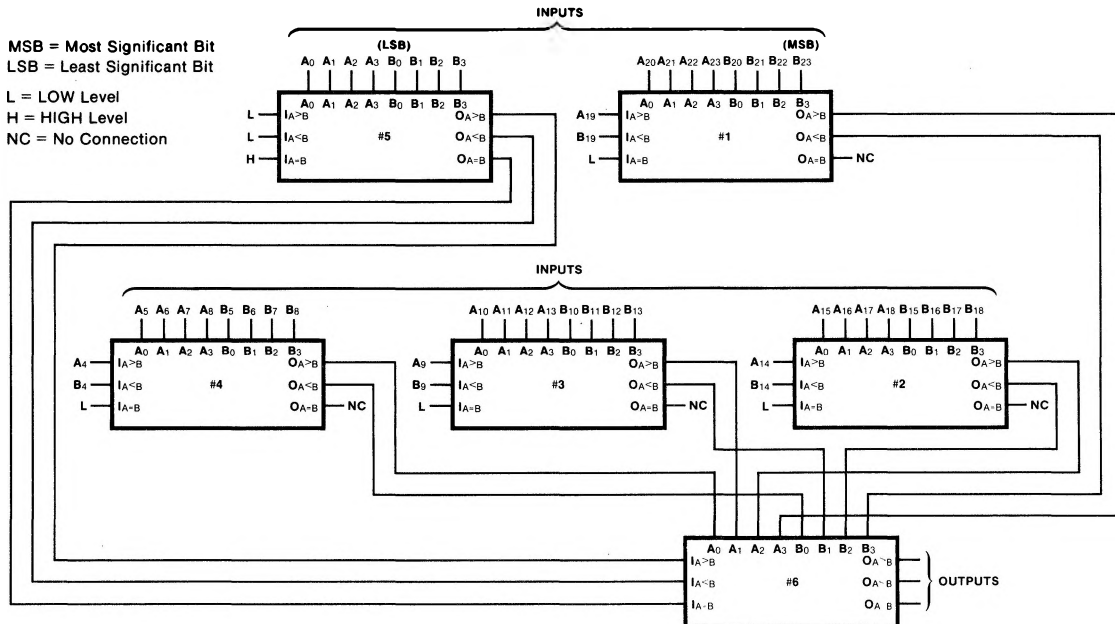 INPUTS
MSB = Most Significant Bit
LSB = Least Significant Bit
L = LOW Level
H = HIGH Level
NC = No Connection
(LSB) (MSB)
A0 A1 A2 A3 B0 B1 B2 B3
A20 A21 A22 A23 B20 B21 B22 B23
A0 A1 A2 A3 B0 B1 B2 B3
A0 A1 A2 A3 B0 B1 B2 B3
L IA>B OA>B
L IA<B #5 OA<B
H IA=B OA=B
A19 IA>B OA>B
B19 IA<B #1 OA<B
L IA=B OA=B NC
INPUTS
A5 A6 A7 A8 B5 B6 B7 B8
A10 A11 A12 A13 B10 B11 B12 B13
A15 A16 A17 A18 B15 B16 B17 B18
A0 A1 A2 A3 B0 B1 B2 B3
A0 A1 A2 A3 B0 B1 B2 B3
A0 A1 A2 A3 B0 B1 B2 B3
A4 IA>B OA>B
B4 IA<B #4 OA<B
L IA=B OA=B NC
A9 IA>B OA>B
B9 IA<B #3 OA<B
L IA=B OA=B NC
A14 IA>B OA>B
B14 IA<B #2 OA<B
L IA=B OA=B NC
A0 A1 A2 A3 B0 B1 B2 B3
IA>B OA B
IA<B #6 OA B OUTPUTS
IA=B OA B